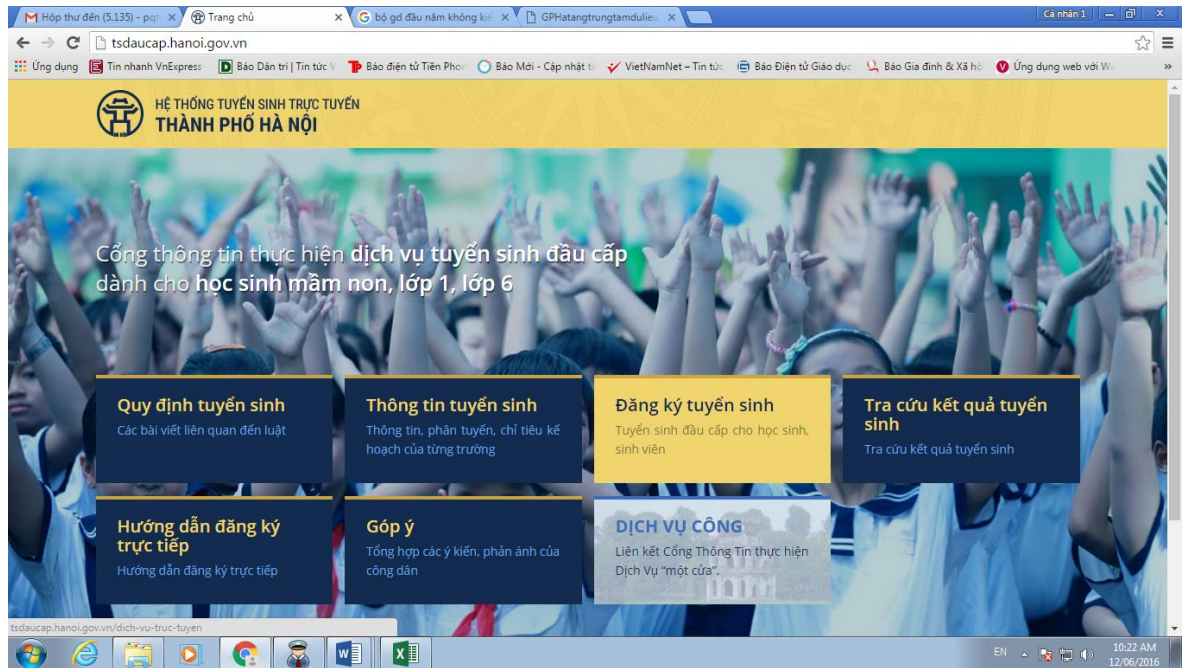 Hộp thư đến (5.135) - pqt
Trang chủ
bộ gd đầu năm không kiể
GPHatangtrungtamdulieu
Cá nhân 1
tsdaucap.hanoi.gov.vn
Ứng dụng
Tin nhanh VnExpress
Báo Dân trí | Tin tức V
Báo điện tử Tiền Phon
Báo Mới - Cập nhật ti
VietNamNet – Tin tức
Báo Điện tử Giáo dục
Báo Gia đình & Xã hộ
Ứng dụng web với W
HỆ THỐNG TUYỂN SINH TRỰC TUYẾN
THÀNH PHỐ HÀ NỘI
Cổng thông tin thực hiện dịch vụ tuyển sinh đầu cấp
dành cho học sinh mầm non, lớp 1, lớp 6
Quy định tuyển sinh
Các bài viết liên quan đến luật
Thông tin tuyển sinh
Thông tin, phân tuyến, chỉ tiêu kế
hoạch của từng trường
Đăng ký tuyển sinh
Tuyển sinh đầu cấp cho học sinh,
sinh viên
Tra cứu kết quả tuyển
sinh
Tra cứu kết quả tuyển sinh
Hướng dẫn đăng ký
trực tiếp
Hướng dẫn đăng ký trực tiếp
Góp ý
Tổng hợp các ý kiến, phản ánh của
công dân
DỊCH VỤ CÔNG
Liên kết Cổng Thông Tin thực hiện
Dịch Vụ “một cửa”.
tsdaucap.hanoi.gov.vn/dich-vu-truc-tuyen
EN
10:22 AM
12/06/2016